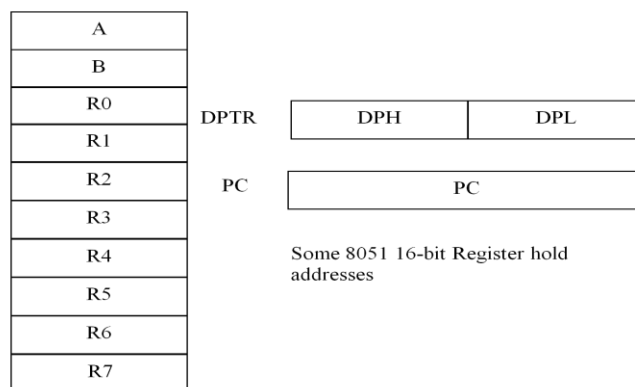 A
B
R0
R1
R2
R3
R4
R5
R6
R7
DPTR
DPH
DPL
PC
PC
Some 8051 16-bit Register hold
addresses